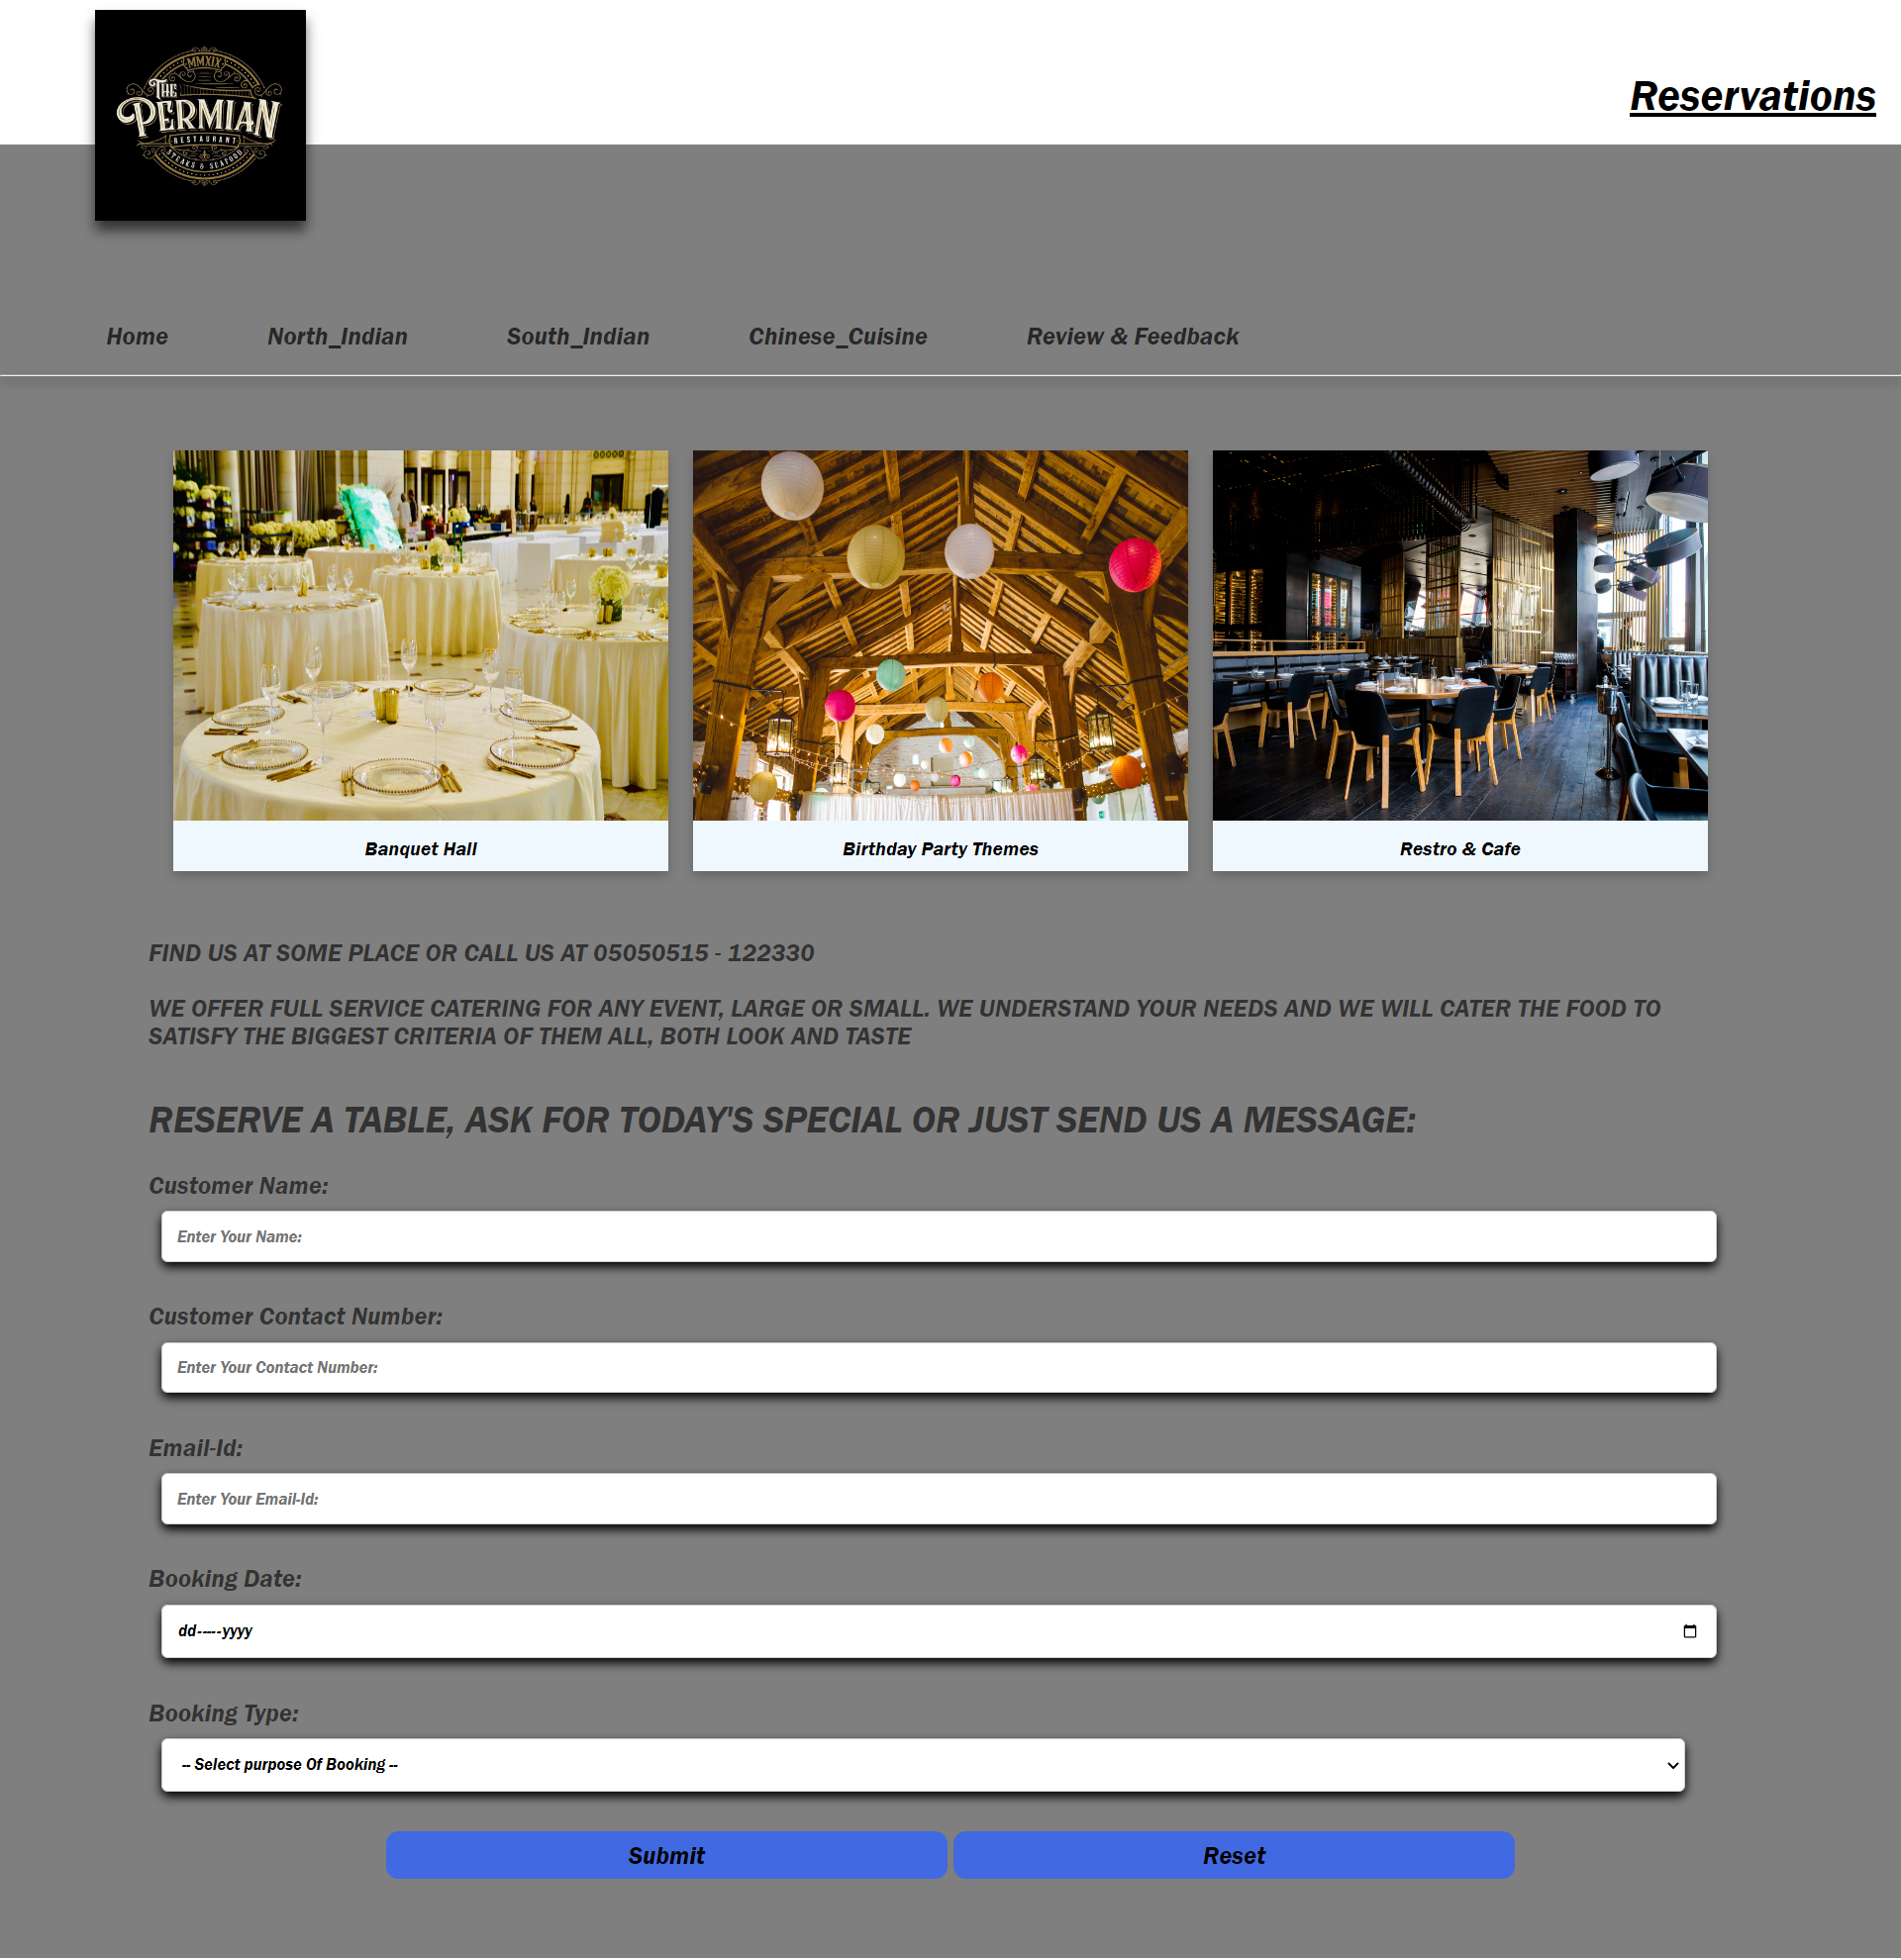 MMXIX
THE
PERMIAN
RESTAURANT
STEAKS & SEAFOOD
Reservations
Home North_Indian South_Indian Chinese_Cuisine Review & Feedback
Banquet Hall Birthday Party Themes Restro & Cafe
FIND US AT SOME PLACE OR CALL US AT 05050515 - 122330
WE OFFER FULL SERVICE CATERING FOR ANY EVENT, LARGE OR SMALL. WE UNDERSTAND YOUR NEEDS AND WE WILL CATER THE FOOD TO
SATISFY THE BIGGEST CRITERIA OF THEM ALL, BOTH LOOK AND TASTE
RESERVE A TABLE, ASK FOR TODAY'S SPECIAL OR JUST SEND US A MESSAGE:
Customer Name:
Enter Your Name:
Customer Contact Number:
Enter Your Contact Number:
Email-Id:
Enter Your Email-Id:
Booking Date:
dd-----yyyy
Booking Type:
-- Select purpose Of Booking --
Submit Reset